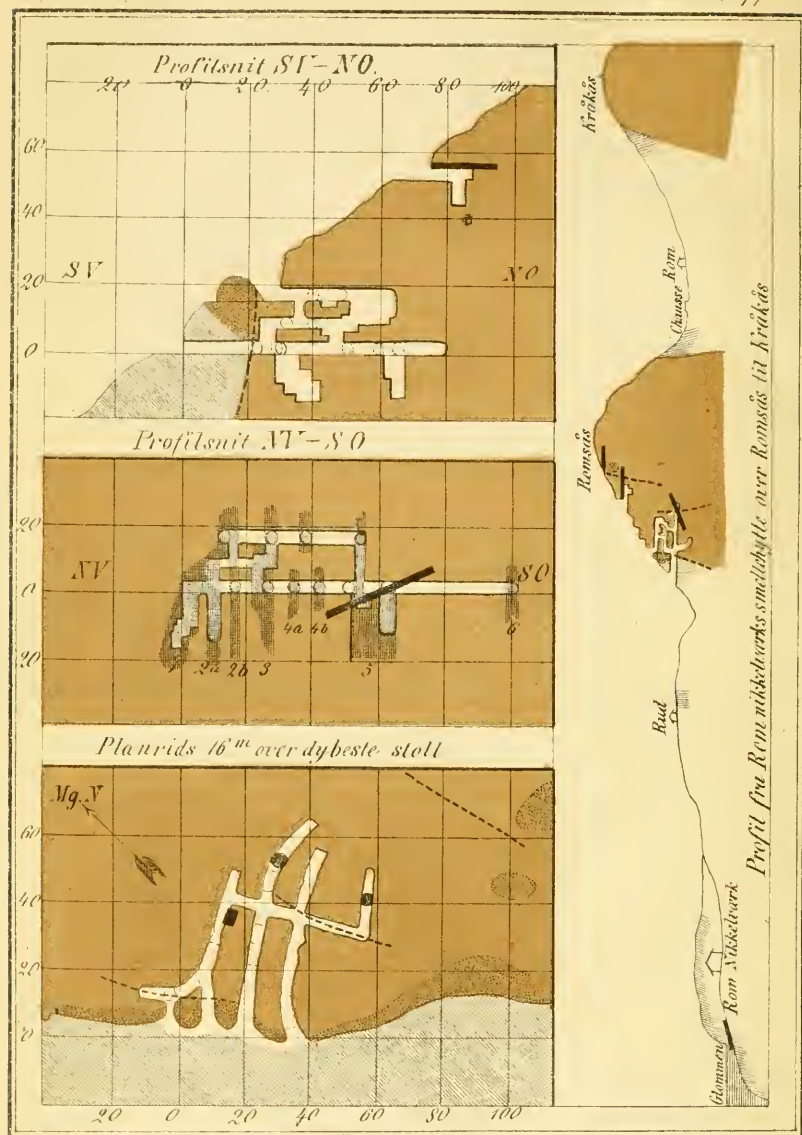 Profilsnit SV-NO.
20 0 20 40 60 80 100
60
40
20
0
SV
NO
Profilsnit NV-SO
20
0
20
NV
SO
1 2a 2b 3 4a 4b 5 6
Planrids 16m over dybeste stoll
Mg. N
60
40
20
0
20 0 20 40 60 80 100
Kråkås
Chausse Rom
Romsås
Rud
Rom Nikkelværk
Glommen
Profil fra Rom nikkelværks smeltehytte over Romsås til Kråkås